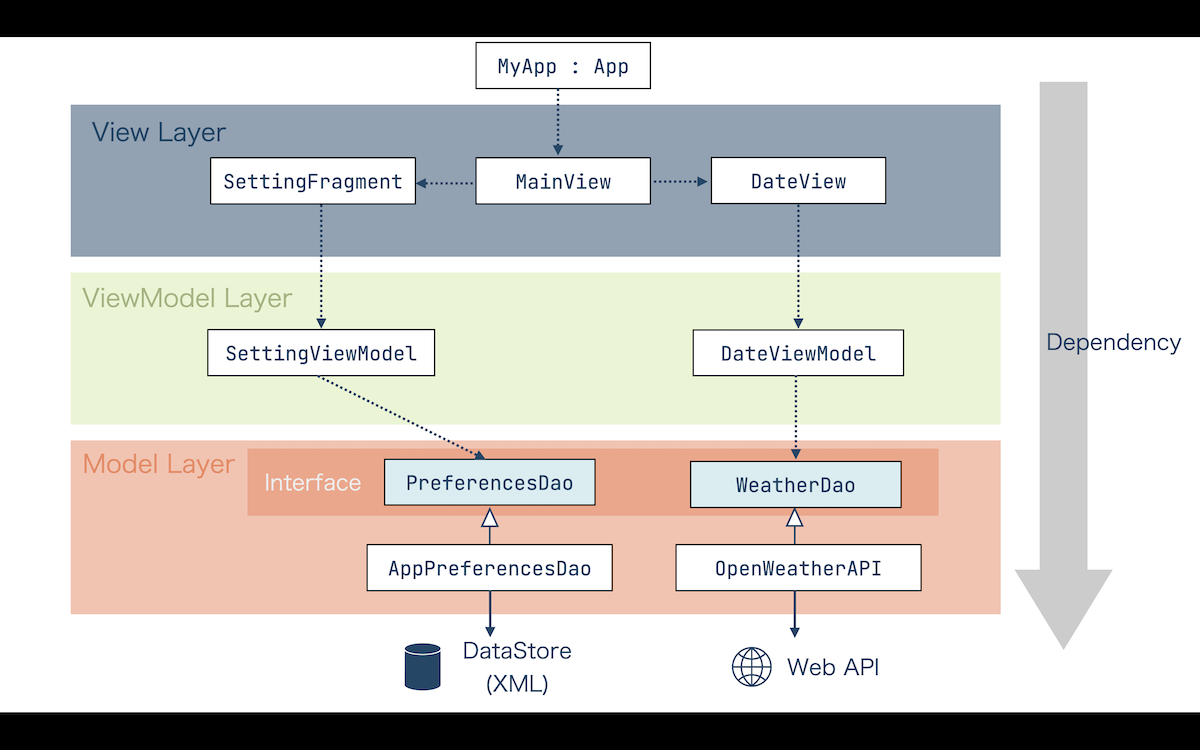 MyApp : App
View Layer
SettingFragment
MainView
DateView
ViewModel Layer
SettingViewModel
DateViewModel
Dependency
Model Layer
Interface
PreferencesDao
WeatherDao
AppPreferencesDao
OpenWeatherAPI
DataStore
(XML)
Web API